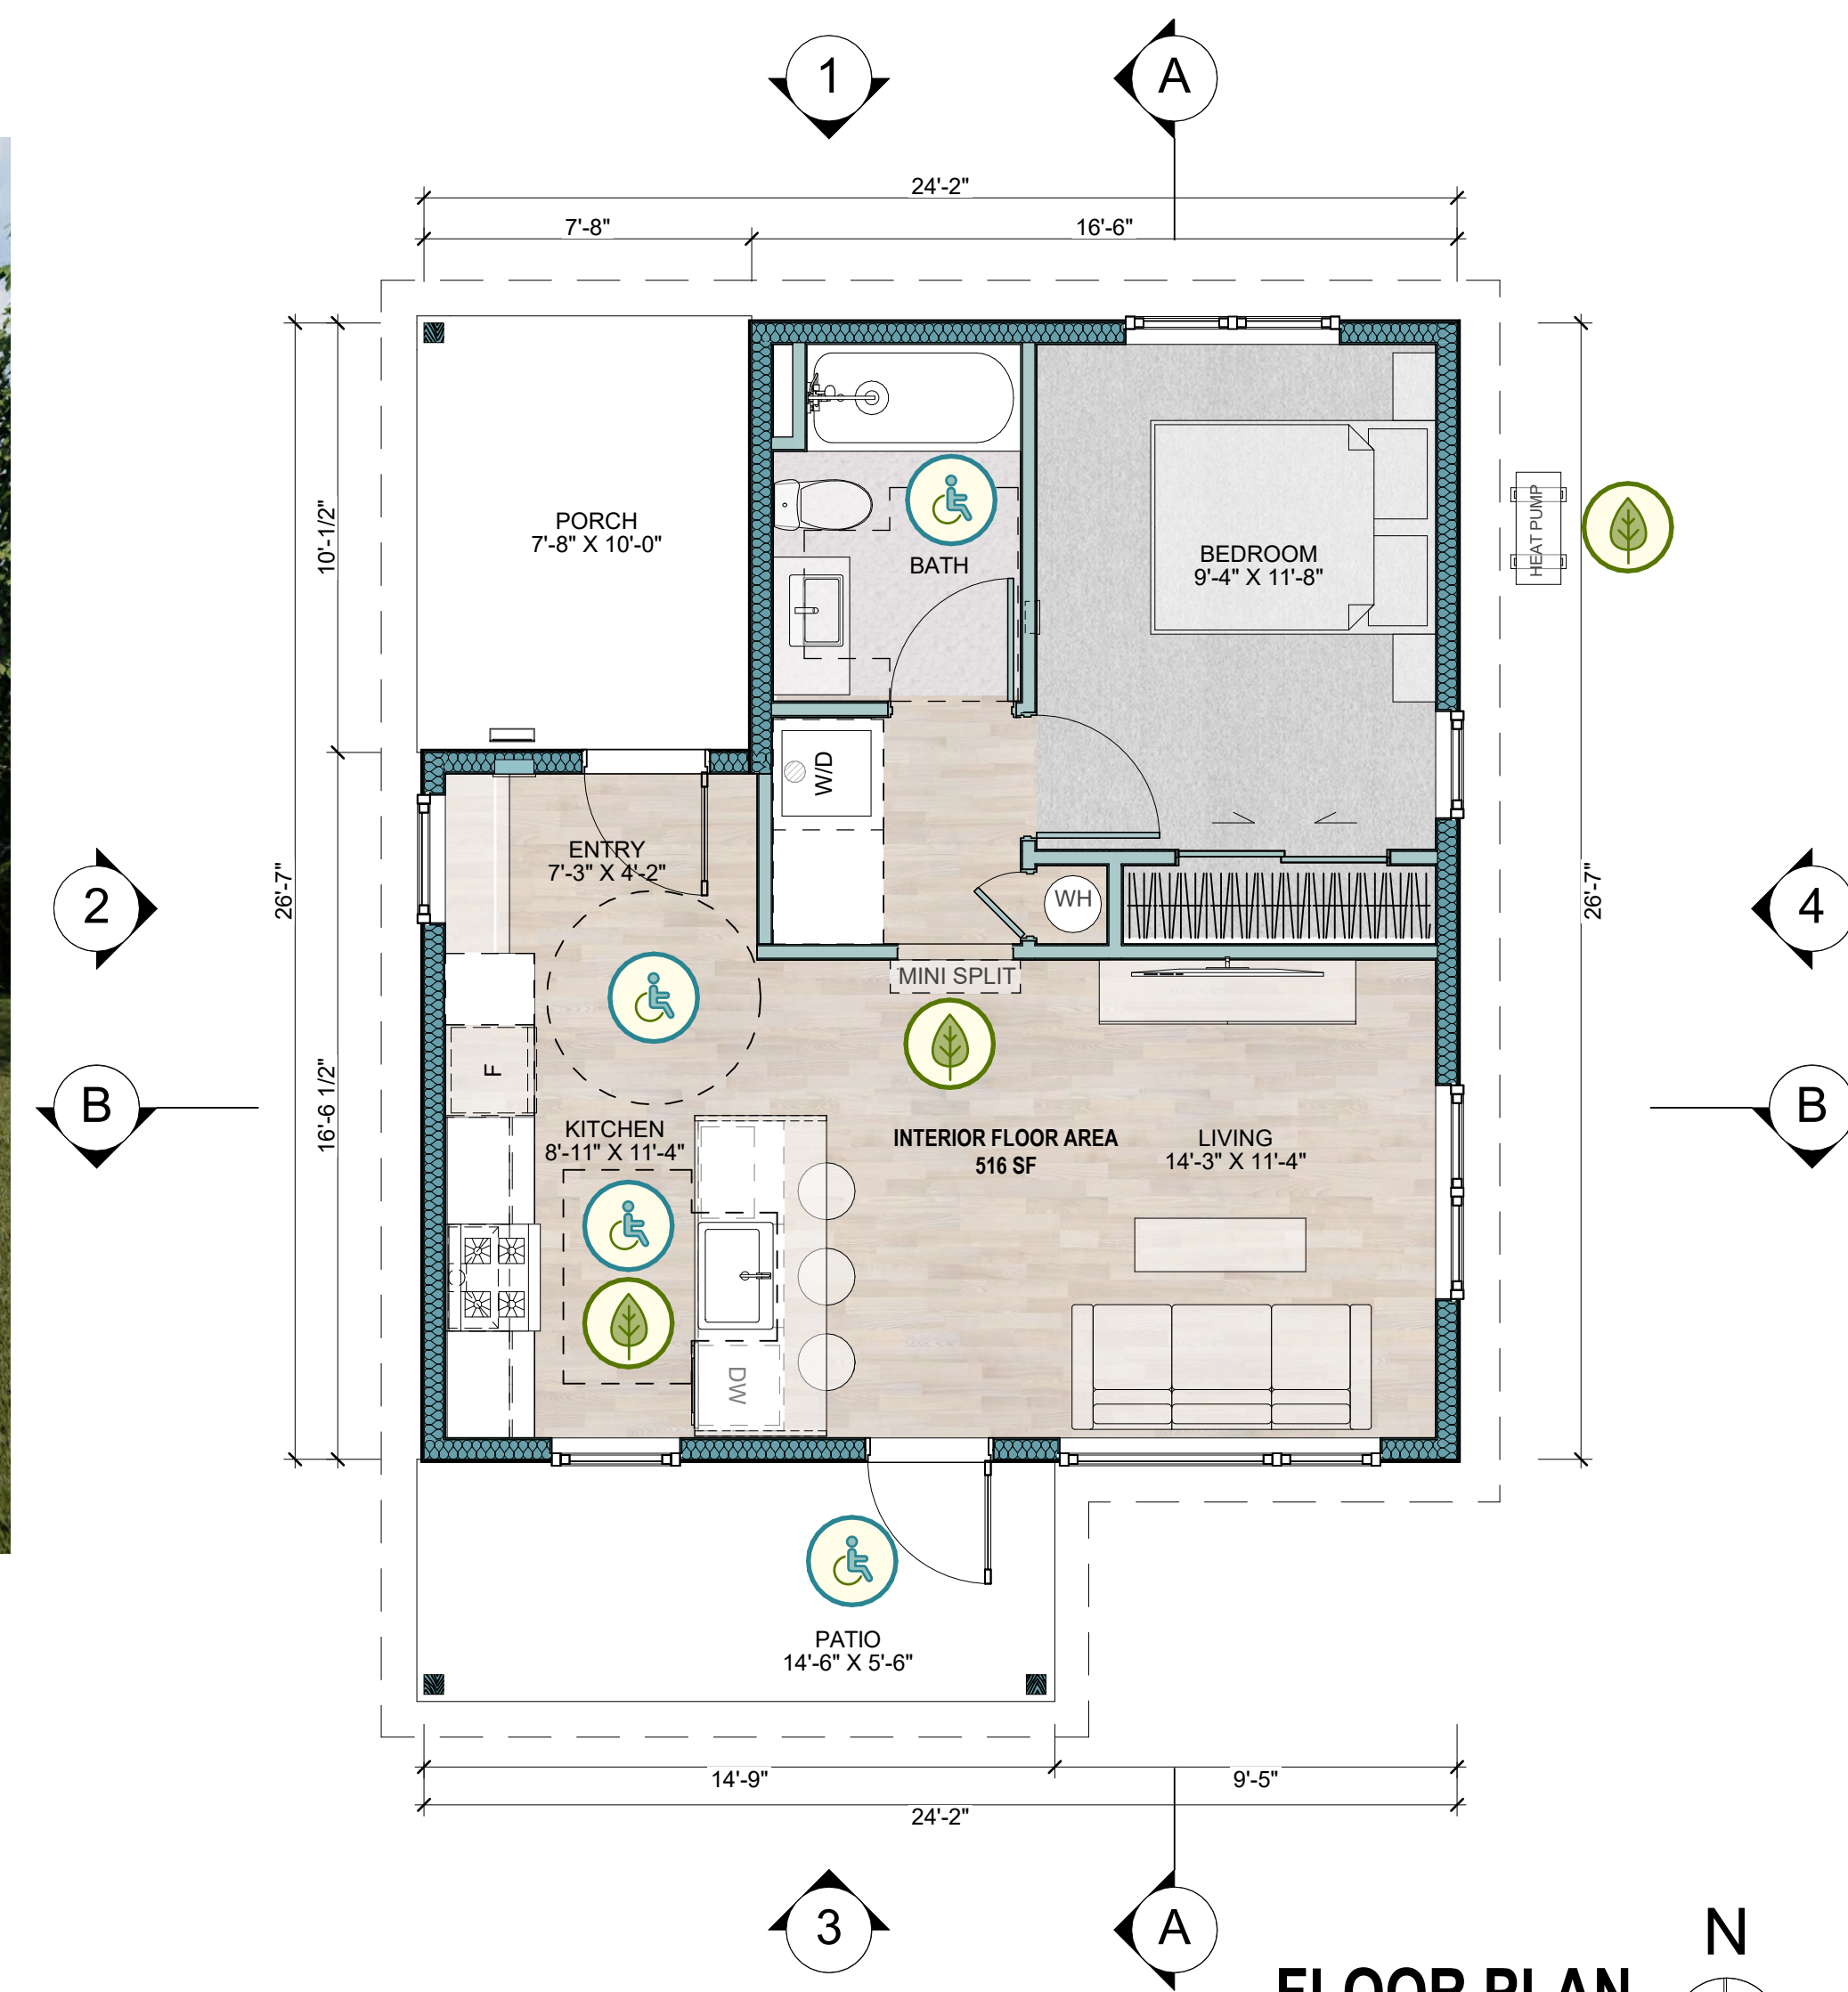 1
A
24'-2"
7'-8"
16'-6"
PORCH
7'-8" X 10'-0"
10'-1/2"
BATH
BEDROOM
9'-4" X 11'-8"
HEAT PUMP
W/D
ENTRY
7'-3" X 4'-2"
26'-7"
26'-7"
2
4
WH
MINI SPLIT
F
B
B
16'-6 1/2"
KITCHEN
8'-11" X 11'-4"
INTERIOR FLOOR AREA
516 SF
LIVING
14'-3" X 11'-4"
DW
PATIO
14'-6" X 5'-6"
14'-9"
9'-5"
24'-2"
3
A
N
FLOOR PLAN